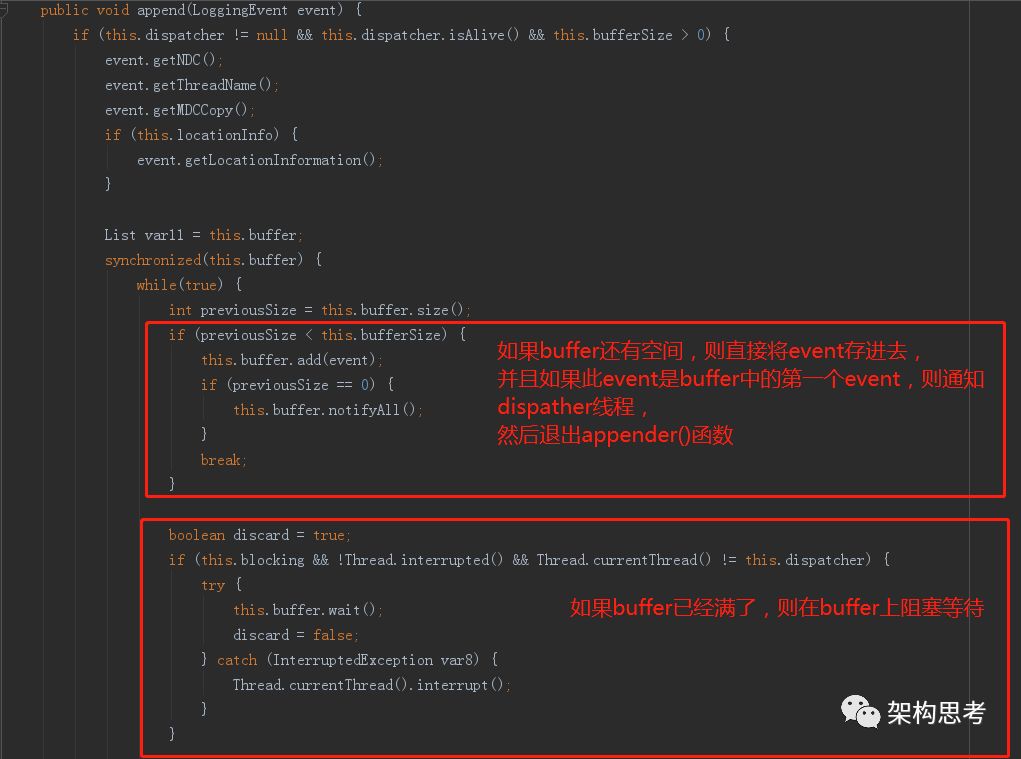 public void append(LoggingEvent event) {
if (this.dispatcher != null && this.dispatcher.isAlive() && this.bufferSize > 0) {
event.getNDC();
event.getThreadName();
event.getMDCCopy();
if (this.locationInfo) {
event.getLocationInformation();
}
List var11 = this.buffer;
synchronized(this.buffer) {
while(true) {
int previousSize = this.buffer.size();
if (previousSize < this.bufferSize) {
this.buffer.add(event);
if (previousSize == 0) {
this.buffer.notifyAll();
}
break;
}
如果buffer还有空间，则直接将event存进去，
并且如果此event是buffer中的第一个event，则通知
dispather线程，
然后退出appender()函数
boolean discard = true;
if (this.blocking && !Thread.interrupted() && Thread.currentThread() != this.dispatcher) {
try {
this.buffer.wait();
discard = false;
} catch (InterruptedException var8) {
Thread.currentThread().interrupt();
}
}
如果buffer已经满了，则在buffer上阻塞等待
架构思考